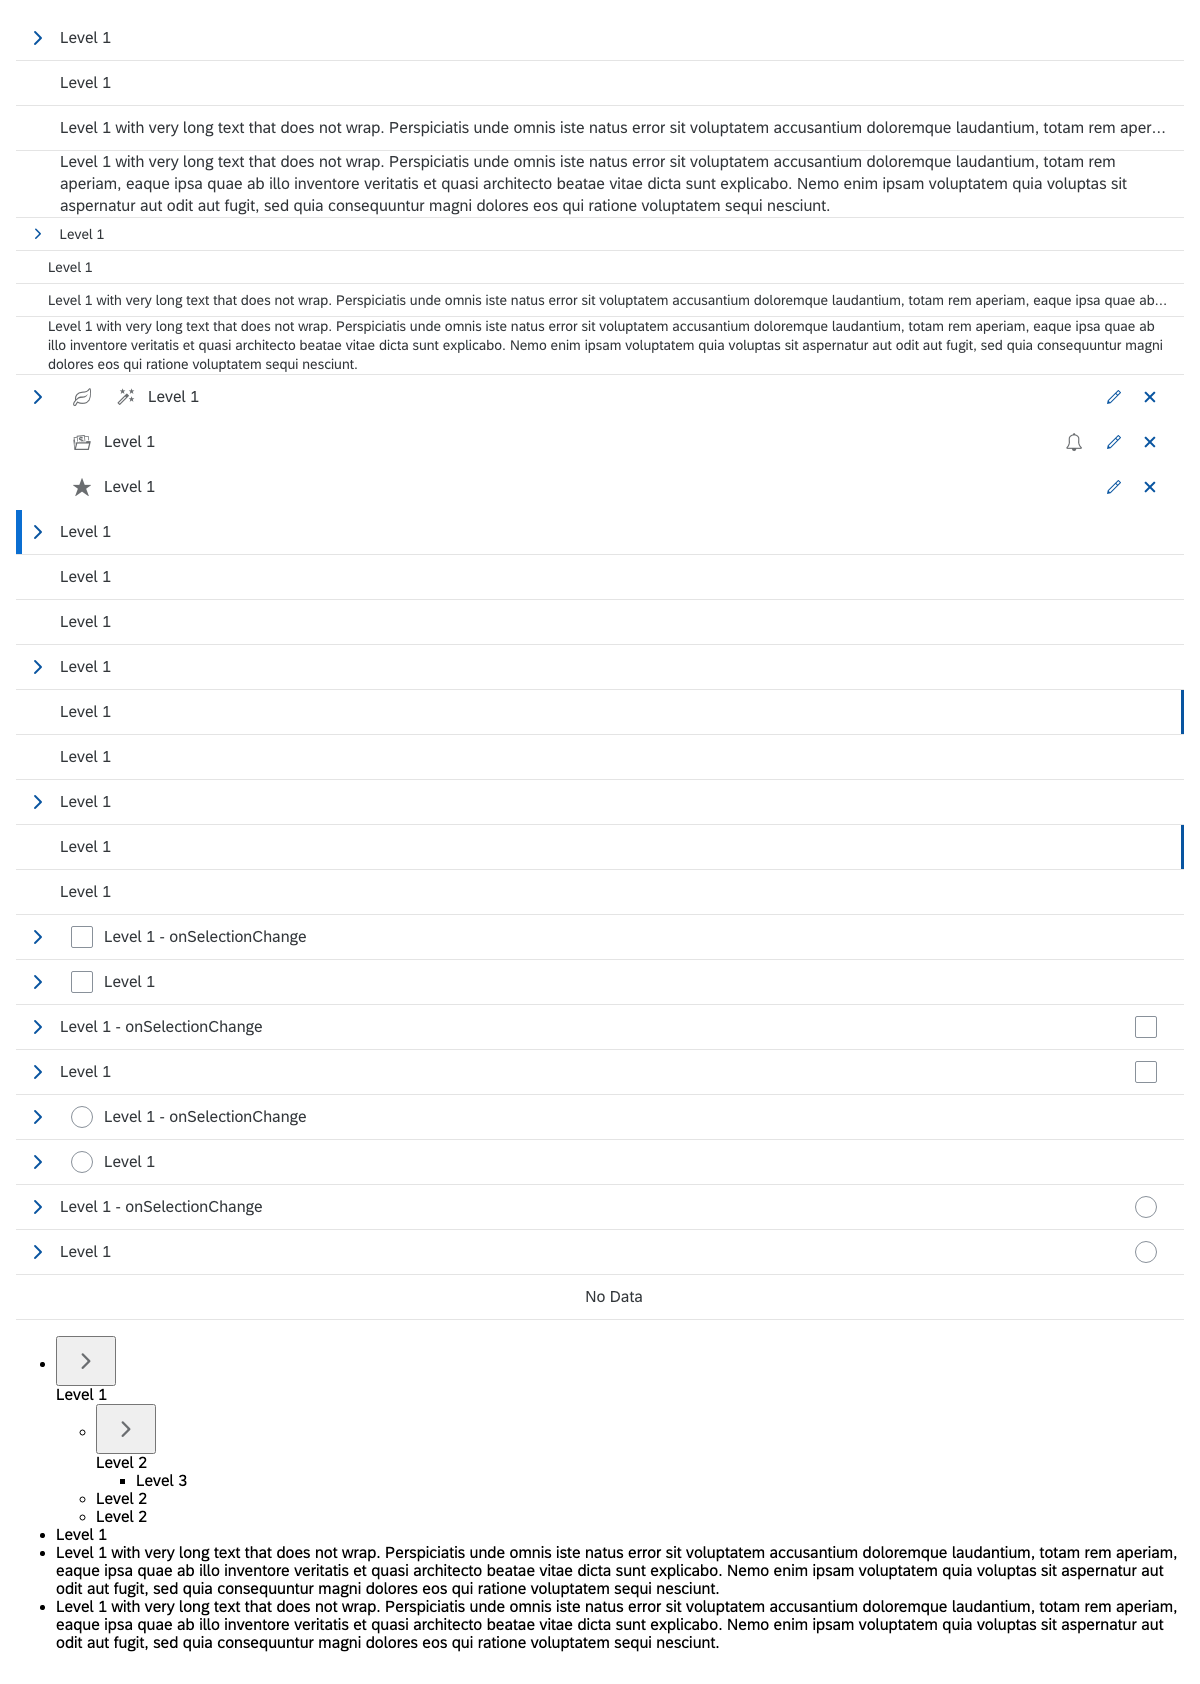 Level 1
Level 1
Level 1 with very long text that does not wrap. Perspiciatis unde omnis iste natus error sit voluptatem accusantium doloremque laudantium, totam rem aper...
Level 1 with very long text that does not wrap. Perspiciatis unde omnis iste natus error sit voluptatem accusantium doloremque laudantium, totam rem
aperiam, eaque ipsa quae ab illo inventore veritatis et quasi architecto beatae vitae dicta sunt explicabo. Nemo enim ipsam voluptatem quia voluptas sit
aspernatur aut odit aut fugit, sed quia consequuntur magni dolores eos qui ratione voluptatem sequi nesciunt.
Level 1
Level 1
Level 1 with very long text that does not wrap. Perspiciatis unde omnis iste natus error sit voluptatem accusantium doloremque laudantium, totam rem aperiam, eaque ipsa quae ab...
Level 1 with very long text that does not wrap. Perspiciatis unde omnis iste natus error sit voluptatem accusantium doloremque laudantium, totam rem aperiam, eaque ipsa quae ab
illo inventore veritatis et quasi architecto beatae vitae dicta sunt explicabo. Nemo enim ipsam voluptatem quia voluptas sit aspernatur aut odit aut fugit, sed quia consequuntur magni
dolores eos qui ratione voluptatem sequi nesciunt.
Level 1
Level 1
Level 1
Level 1
Level 1
Level 1
Level 1
Level 1
Level 1
Level 1
Level 1
Level 1
Level 1 - onSelectionChange
Level 1
Level 1 - onSelectionChange
Level 1
Level 1 - onSelectionChange
Level 1
Level 1 - onSelectionChange
Level 1
No Data
Level 1
Level 2
Level 3
Level 2
Level 2
Level 1
Level 1 with very long text that does not wrap. Perspiciatis unde omnis iste natus error sit voluptatem accusantium doloremque laudantium, totam rem aperiam,
eaque ipsa quae ab illo inventore veritatis et quasi architecto beatae vitae dicta sunt explicabo. Nemo enim ipsam voluptatem quia voluptas sit aspernatur aut
odit aut fugit, sed quia consequuntur magni dolores eos qui ratione voluptatem sequi nesciunt.
Level 1 with very long text that does not wrap. Perspiciatis unde omnis iste natus error sit voluptatem accusantium doloremque laudantium, totam rem aperiam,
eaque ipsa quae ab illo inventore veritatis et quasi architecto beatae vitae dicta sunt explicabo. Nemo enim ipsam voluptatem quia voluptas sit aspernatur aut
odit aut fugit, sed quia consequuntur magni dolores eos qui ratione voluptatem sequi nesciunt.